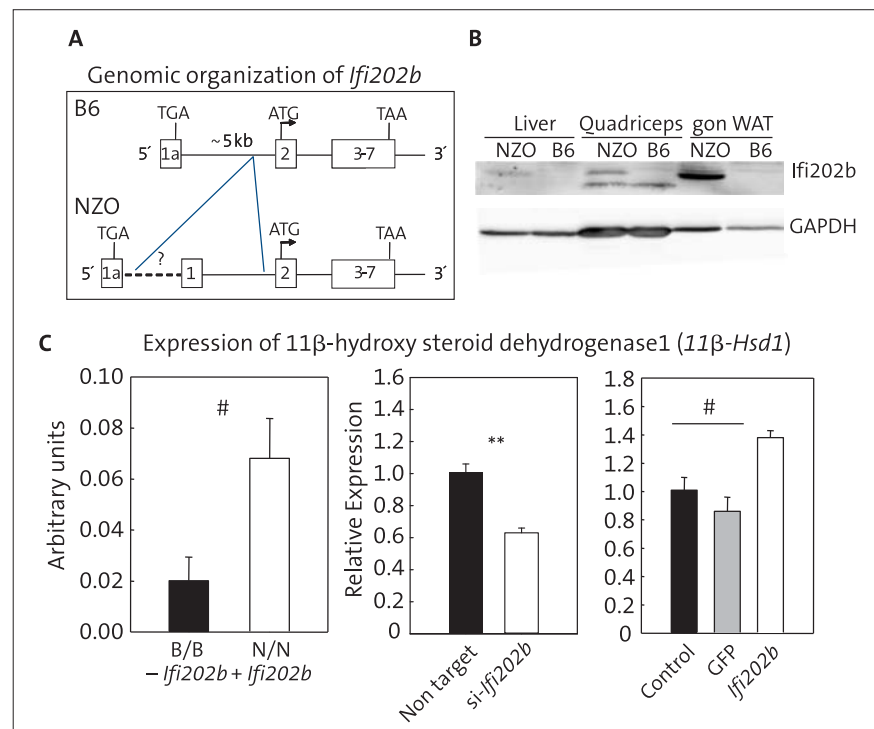 A
Genomic organization of Ifi202b
B6
TGA
ATG
TAA
~5kb
5´ 1a 2 3-7 3´
NZO
TGA
ATG
TAA
?
5´ 1a 1 2 3-7 3´
B
Liver Quadriceps gon WAT
NZO B6 NZO B6 NZO B6
Ifi202b
GAPDH
C
Expression of 11β-hydroxy steroid dehydrogenase1 (11β-Hsd1)
Arbitrary units
0.10
0.08
0.06
0.04
0.02
0.00
#
B/B N/N
– Ifi202b + Ifi202b
Relative Expression
1.6
1.4
1.2
1.0
0.8
0.6
0.4
0.2
0
**
Non target
si-Ifi202b
1.6
1.4
1.2
1.0
0.8
0.6
0.4
0.2
0
#
Control
GFP
Ifi202b